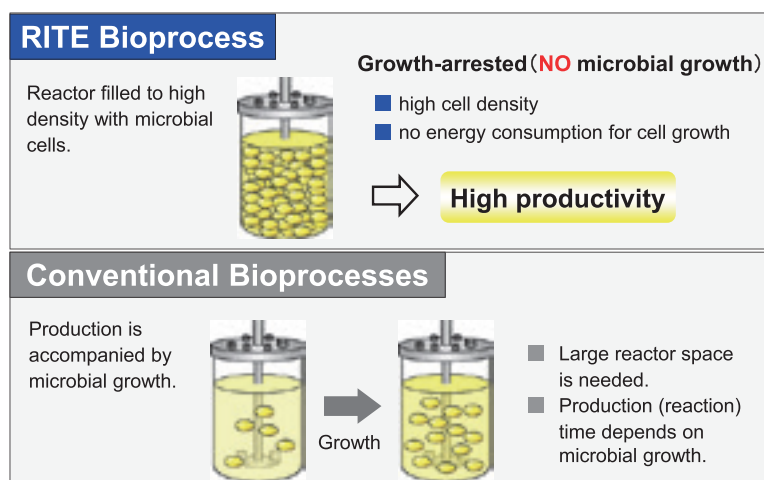 RITE Bioprocess
Reactor filled to high
density with microbial
cells.
Growth-arrested（NO microbial growth）
high cell density
no energy consumption for cell growth
High productivity
Conventional Bioprocesses
Production is
accompanied by
microbial growth.
Growth
Large reactor space
is needed.
Production (reaction)
time depends on
microbial growth.